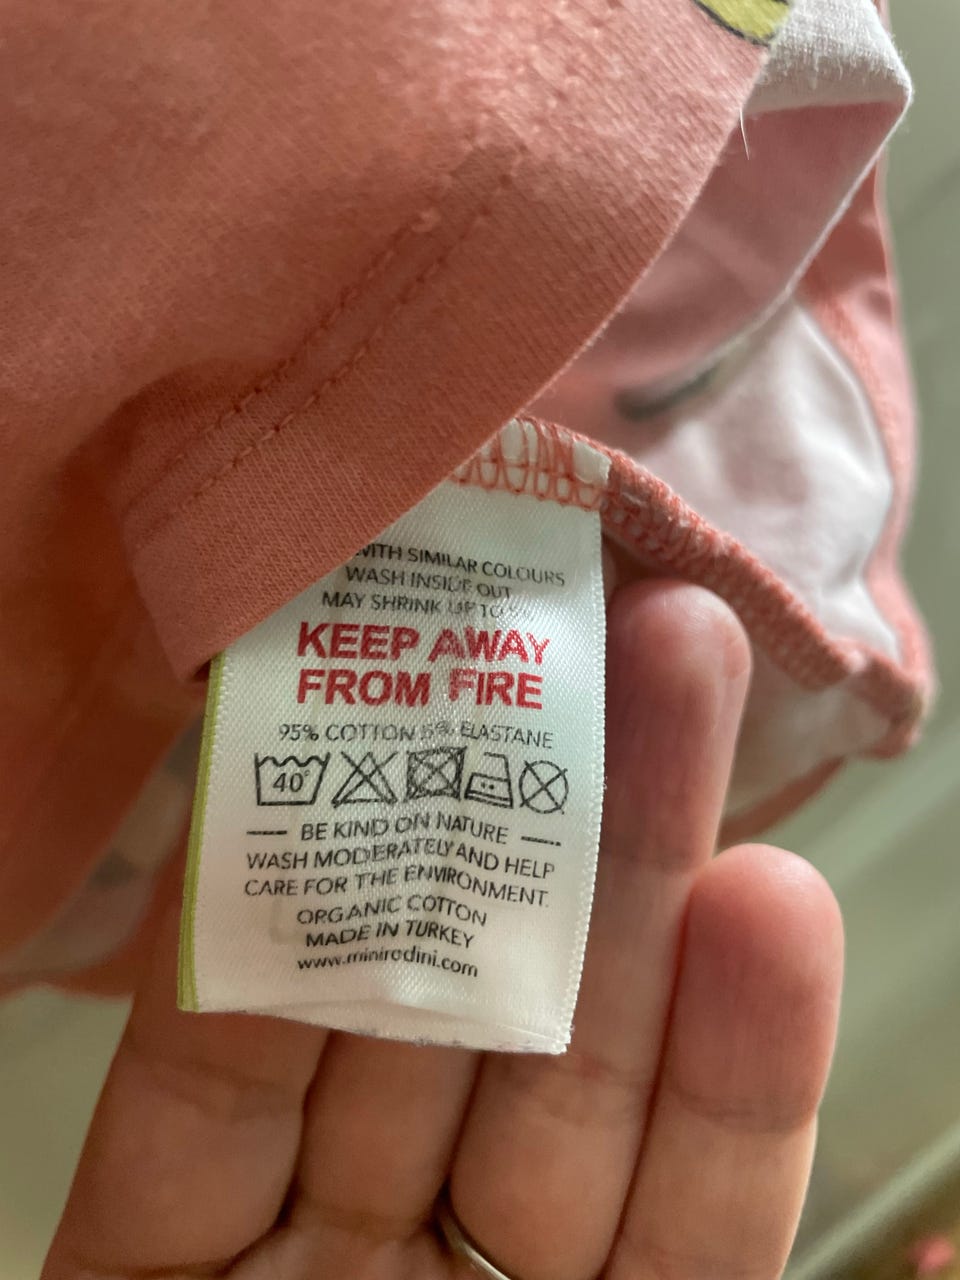 WITH SIMILAR COLOURS
WASH INSIDE OUT
MAY SHRINK UP TO
KEEP AWAY
FROM FIRE
95% COTTON 5% ELASTANE
40°
BE KIND ON NATURE
WASH MODERATELY AND HELP
CARE FOR THE ENVIRONMENT.
ORGANIC COTTON
MADE IN TURKEY
www.minirodini.com